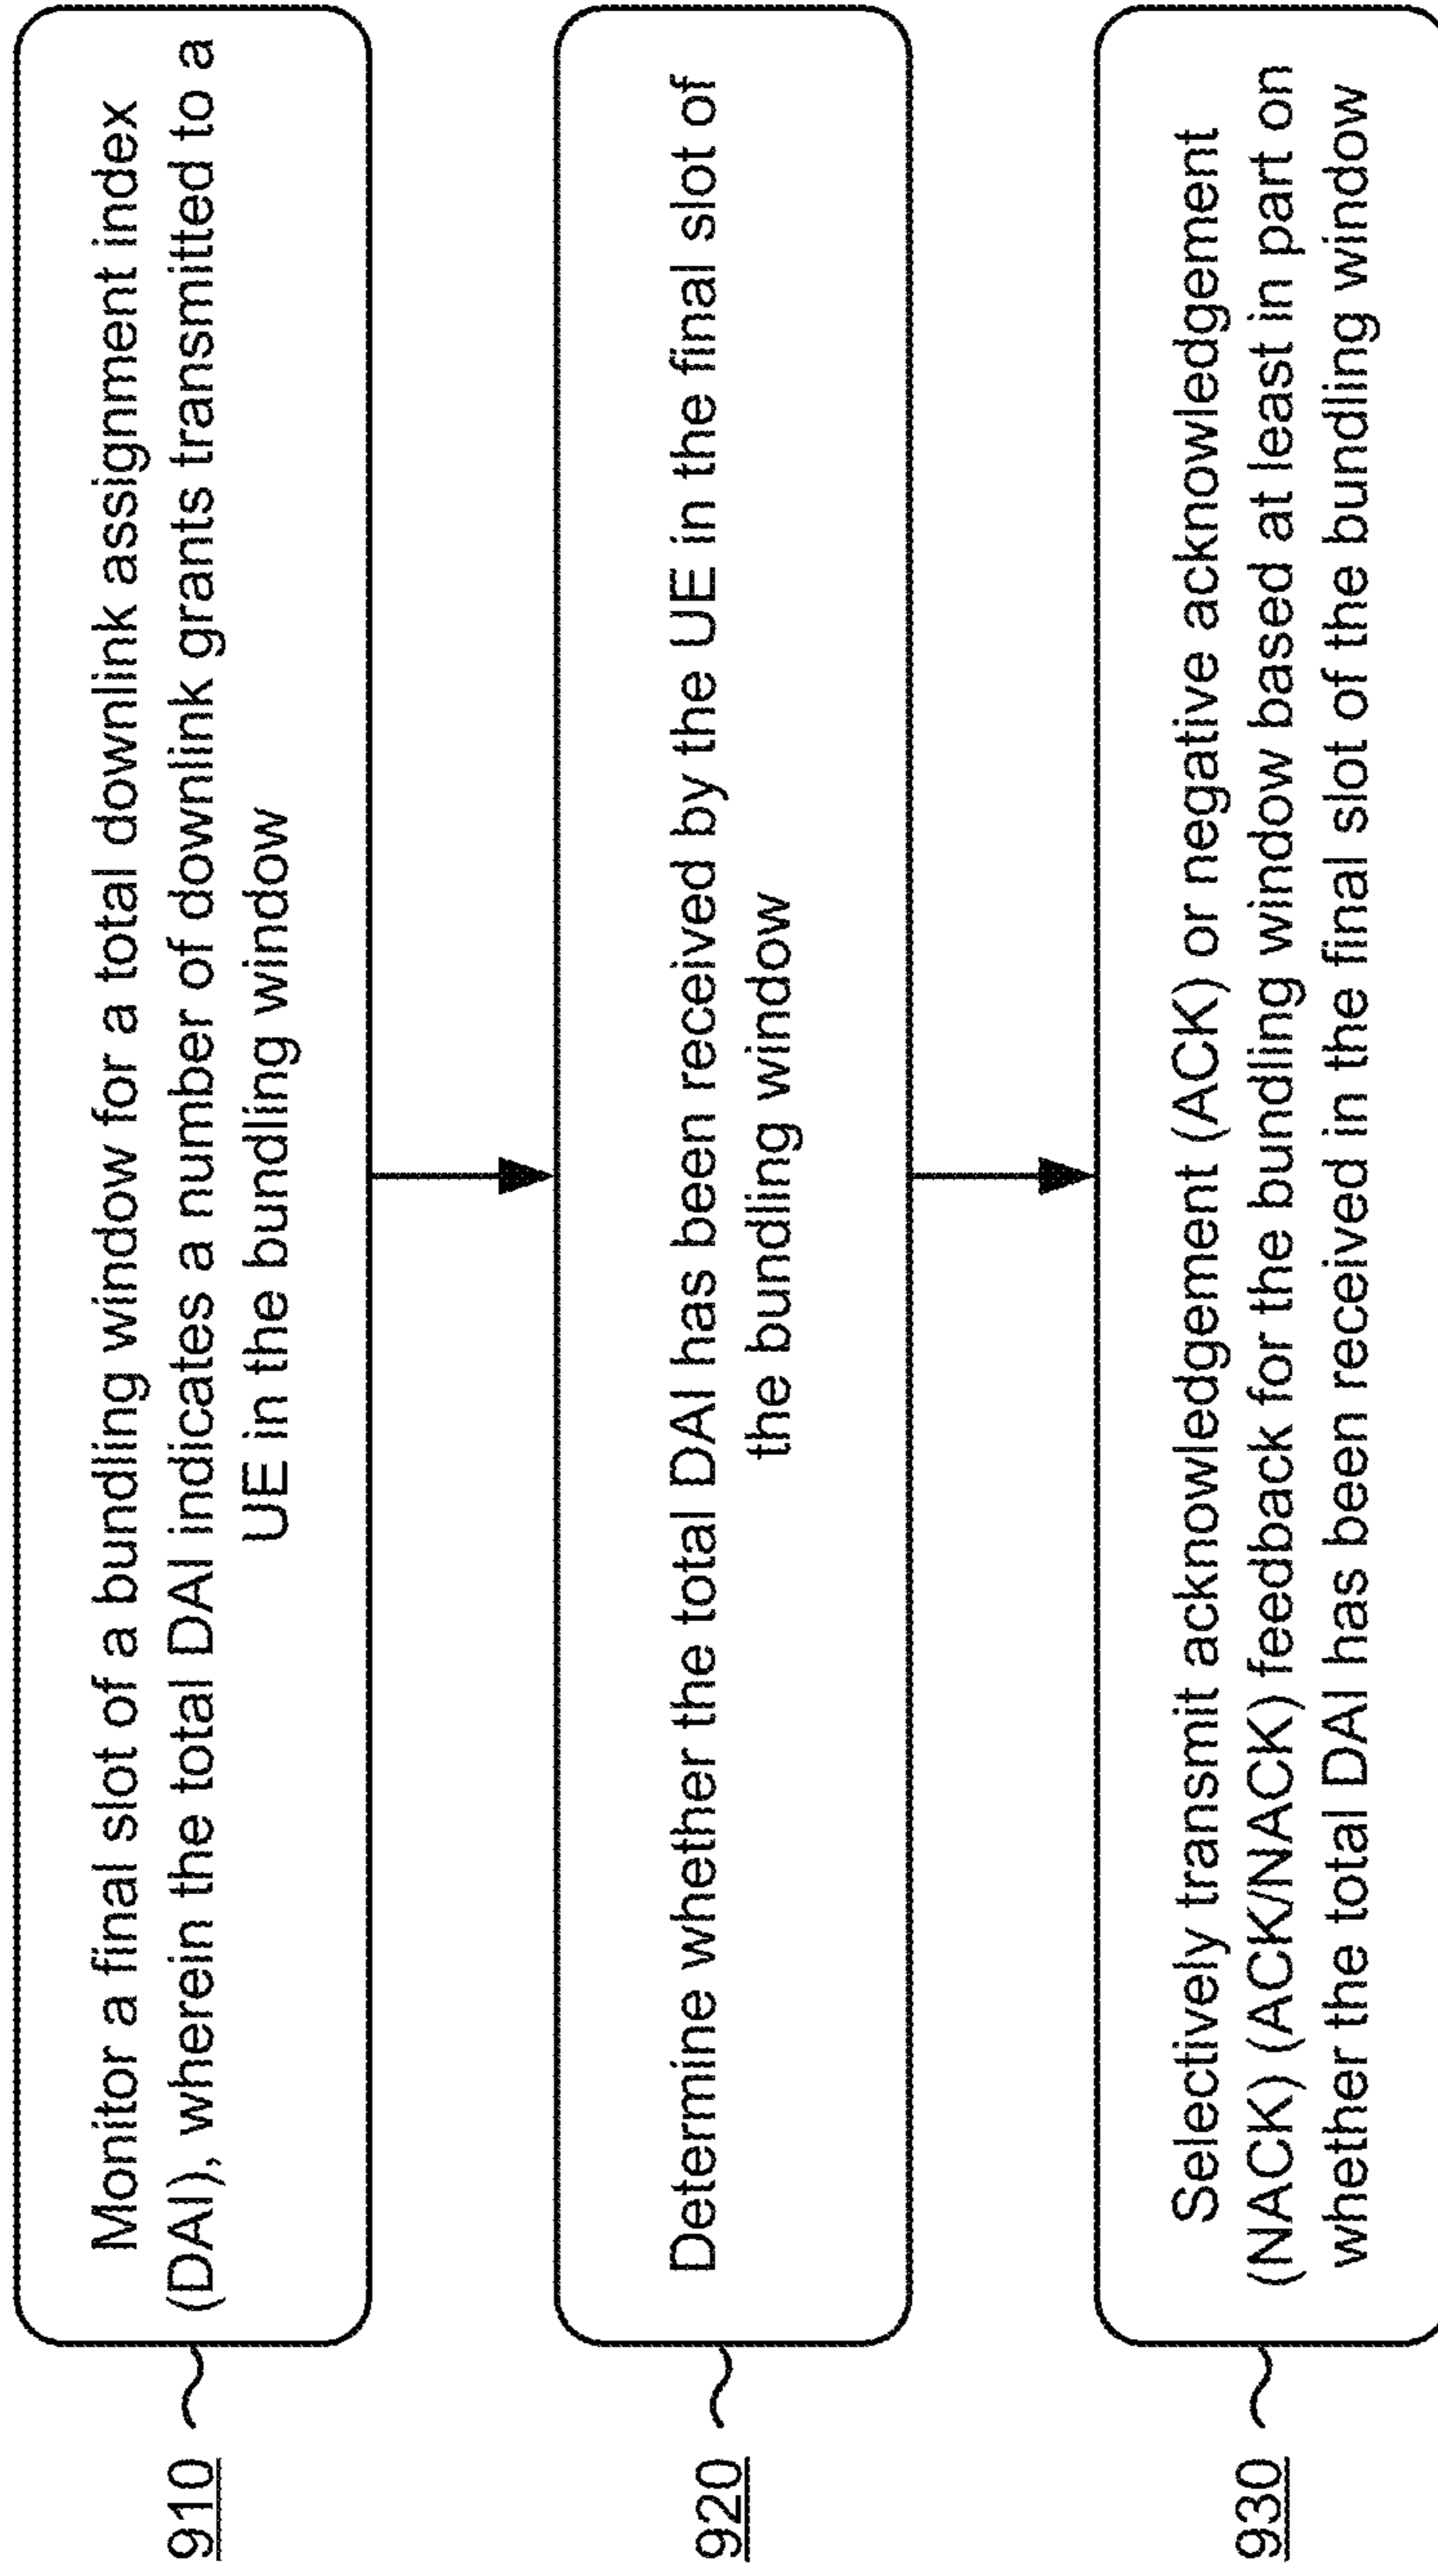 910
Monitor a final slot of a bundling window for a total downlink assignment index
(DAI), wherein the total DAI indicates a number of downlink grants transmitted to a
UE in the bundling window
920
Determine whether the total DAI has been received by the UE in the final slot of
the bundling window
930
Selectively transmit acknowledgement (ACK) or negative acknowledgement
(NACK) (ACK/NACK) feedback for the bundling window based at least in part on
whether the total DAI has been received in the final slot of the bundling window